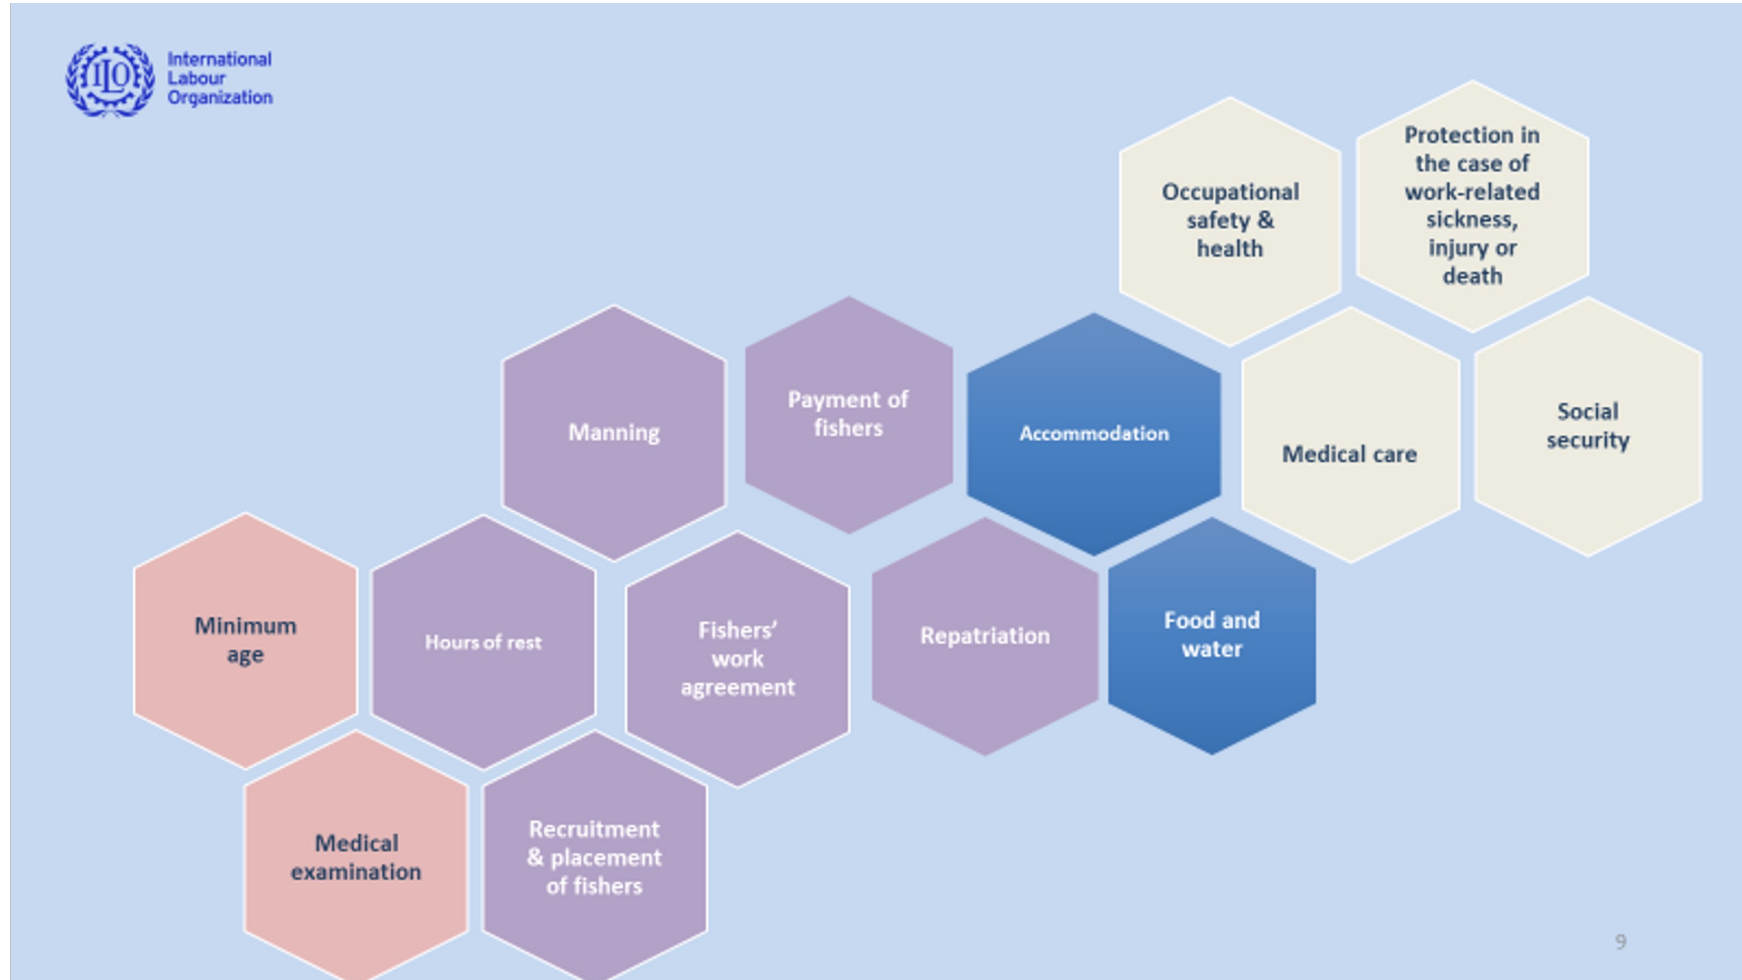 ILO
International
Labour
Organization
Occupational
safety &
health
Protection in
the case of
work-related
sickness,
injury or
death
Manning
Payment of
fishers
Accommodation
Medical care
Social
security
Minimum
age
Hours of rest
Fishers’
work
agreement
Repatriation
Food and
water
Medical
examination
Recruitment
& placement
of fishers
9